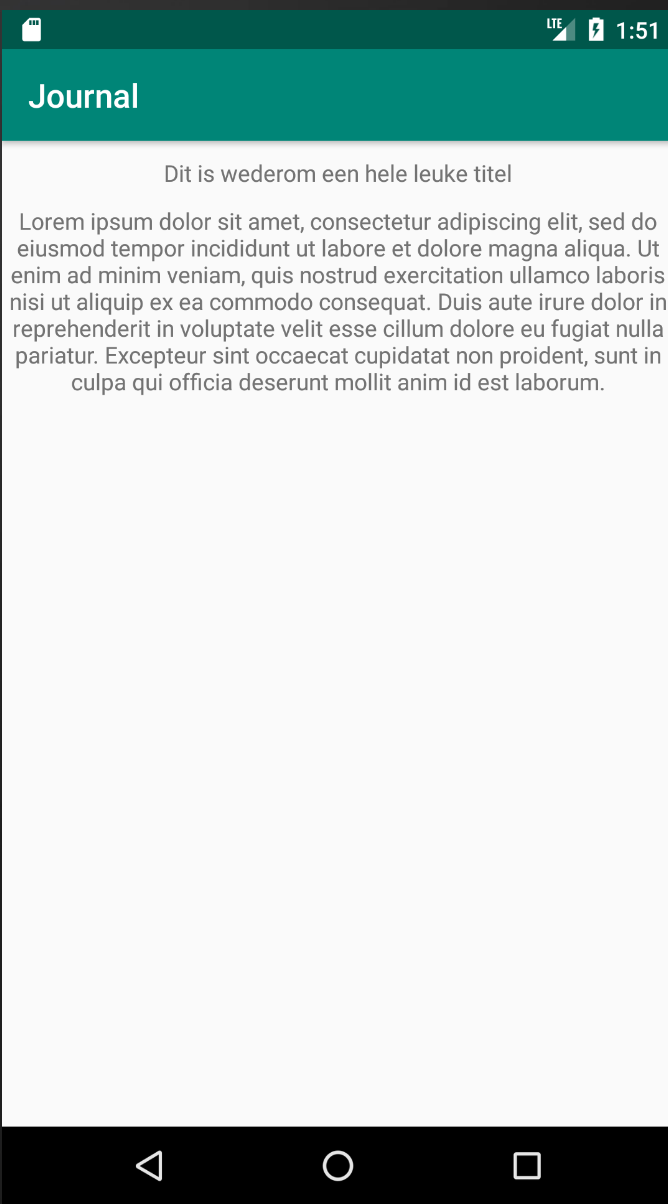 LTE 1:51
Journal
Dit is wederom een hele leuke titel
Lorem ipsum dolor sit amet, consectetur adipiscing elit, sed do
eiusmod tempor incididunt ut labore et dolore magna aliqua. Ut
enim ad minim veniam, quis nostrud exercitation ullamco laboris
nisi ut aliquip ex ea commodo consequat. Duis aute irure dolor in
reprehenderit in voluptate velit esse cillum dolore eu fugiat nulla
pariatur. Excepteur sint occaecat cupidatat non proident, sunt in
culpa qui officia deserunt mollit anim id est laborum.